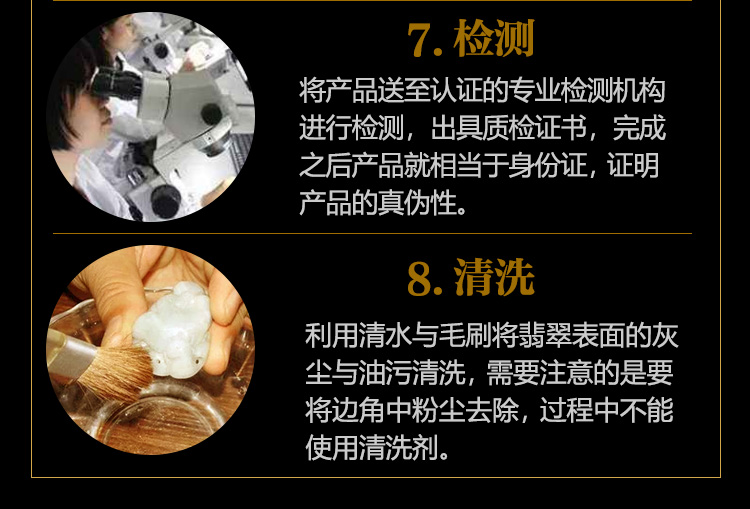 7. 检测
将产品送至认证的专业检测机构
进行检测，出具质检证书，完成
之后产品就相当于身份证, 证明
产品的真伪性。
8. 清洗
利用清水与毛刷将翡翠表面的灰
尘与油污清洗, 需要注意的是要
将边角中粉尘去除, 过程中不能
使用清洗剂。